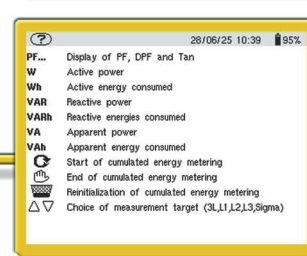 ? 28/06/25 10:39 95%
PF... Display of PF, DPF and Tan
W Active power
Wh Active energy consumed
VAR Reactive power
VARh Reactive energies consumed
VA Apparent power
VAh Apparent energy consumed
Start of cumulated energy metering
End of cumulated energy metering
Reinitialization of cumulated energy metering
Choice of measurement target (3L,L1,L2,L3,Sigma)